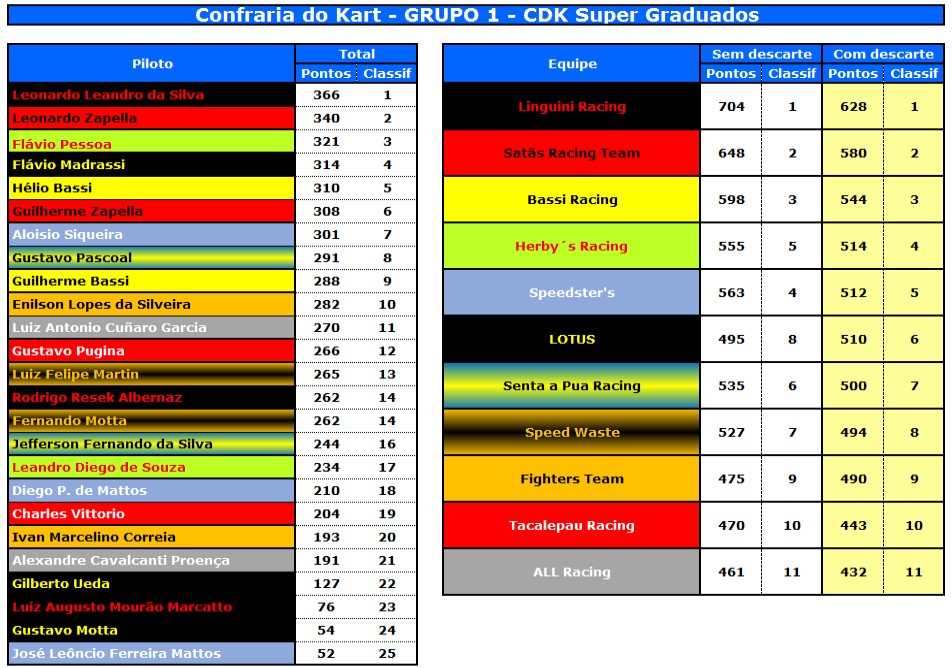 Confraria do Kart - GRUPO 1 - CDK Super Graduados
Piloto Total
Pontos Classif
Leonardo Leandro da Silva 366 1
Leonardo Zapella 340 2
Flávio Pessoa 321 3
Flávio Madrassi 314 4
Hélio Bassi 310 5
Guilherme Zapella 308 6
Aloisio Siqueira 301 7
Gustavo Pascoal 291 8
Guilherme Bassi 288 9
Enilson Lopes da Silveira 282 10
Luiz Antonio Cuñaro Garcia 270 11
Gustavo Pugina 266 12
Luiz Felipe Martin 265 13
Rodrigo Resek Albernaz 262 14
Fernando Motta 262 14
Jefferson Fernando da Silva 244 16
Leandro Diego de Souza 234 17
Diego P. de Mattos 210 18
Charles Vittorio 204 19
Ivan Marcelino Correia 193 20
Alexandre Cavalcanti Proença 191 21
Gilberto Ueda 127 22
Luiz Augusto Mourão Marcatto 76 23
Gustavo Motta 54 24
José Leôncio Ferreira Mattos 52 25
Equipe Sem descarte Com descarte
Pontos Classif Pontos Classif
Linguini Racing 704 1 628 1
Satãs Racing Team 648 2 580 2
Bassi Racing 598 3 544 3
Herby´s Racing 555 5 514 4
Speedster's 563 4 512 5
LOTUS 495 8 510 6
Senta a Pua Racing 535 6 500 7
Speed Waste 527 7 494 8
Fighters Team 475 9 490 9
Tacalepau Racing 470 10 443 10
ALL Racing 461 11 432 11